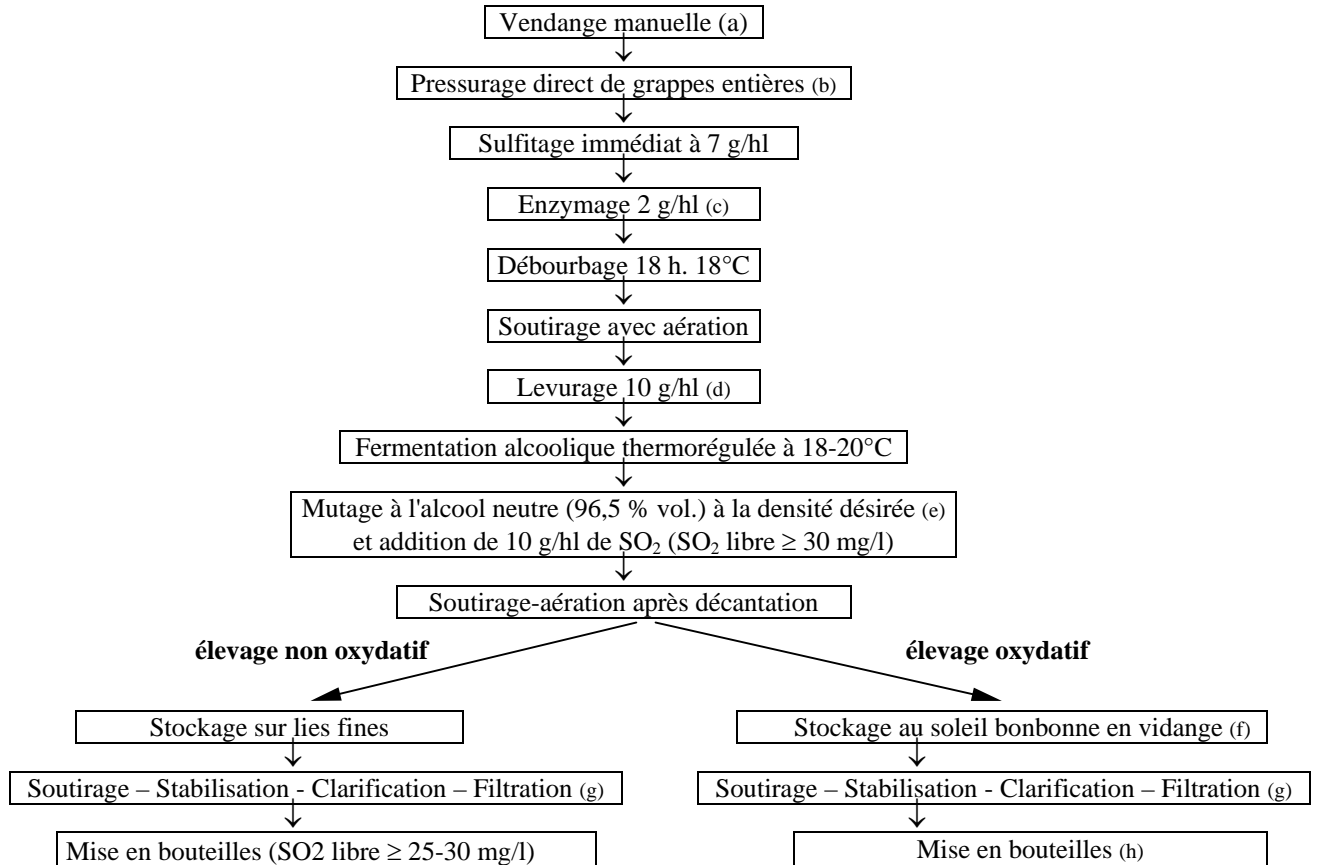 Vendange manuelle (a)
Pressurage direct de grappes entières (b)
Sulfitage immédiat à 7 g/hl
Enzymage 2 g/hl (c)
Débourbage 18 h. 18°C
Soutirage avec aération
Levurage 10 g/hl (d)
Fermentation alcoolique thermorégulée à 18-20°C
Mutage à l'alcool neutre (96,5 % vol.) à la densité désirée (e)
et addition de 10 g/hl de SO₂ (SO₂ libre ≥ 30 mg/l)
Soutirage-aération après décantation
élevage non oxydatif
élevage oxydatif
Stockage sur lies fines
Stockage au soleil bonbonne en vidange (f)
Soutirage – Stabilisation - Clarification – Filtration (g)
Soutirage – Stabilisation - Clarification – Filtration (g)
Mise en bouteilles (SO2 libre ≥ 25-30 mg/l)
Mise en bouteilles (h)